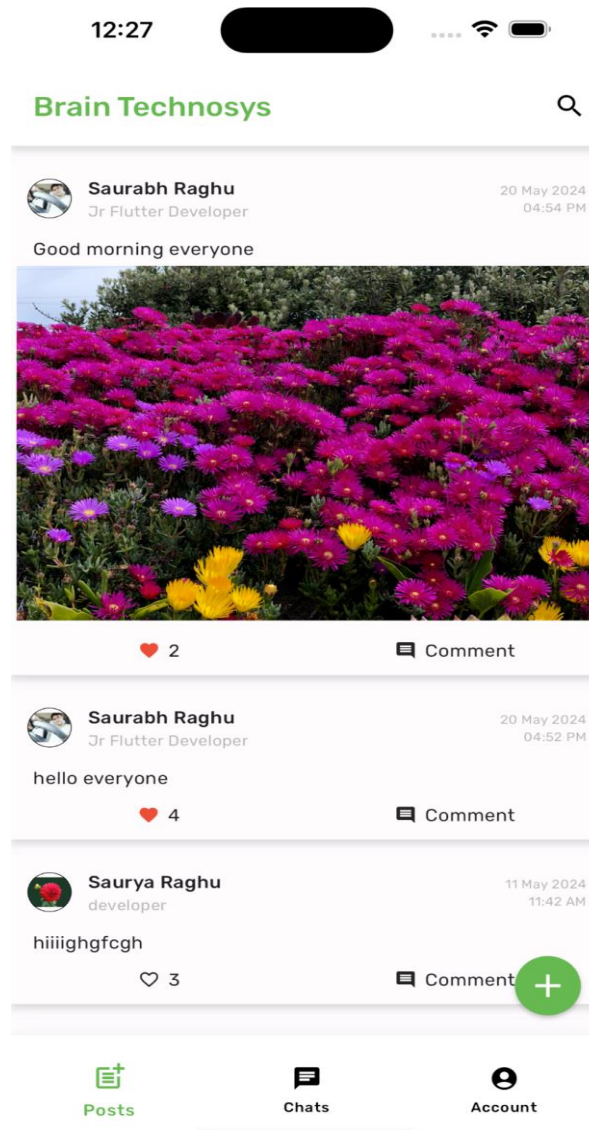 12:27
Brain Technosys
Saurabh Raghu
20 May 2024
Jr Flutter Developer
04:54 PM
Good morning everyone
2
Comment
Saurabh Raghu
20 May 2024
Jr Flutter Developer
04:52 PM
hello everyone
4
Comment
Saurya Raghu
11 May 2024
developer
11:42 AM
hiiiighgfcgh
3
Comment
Posts
Chats
Account